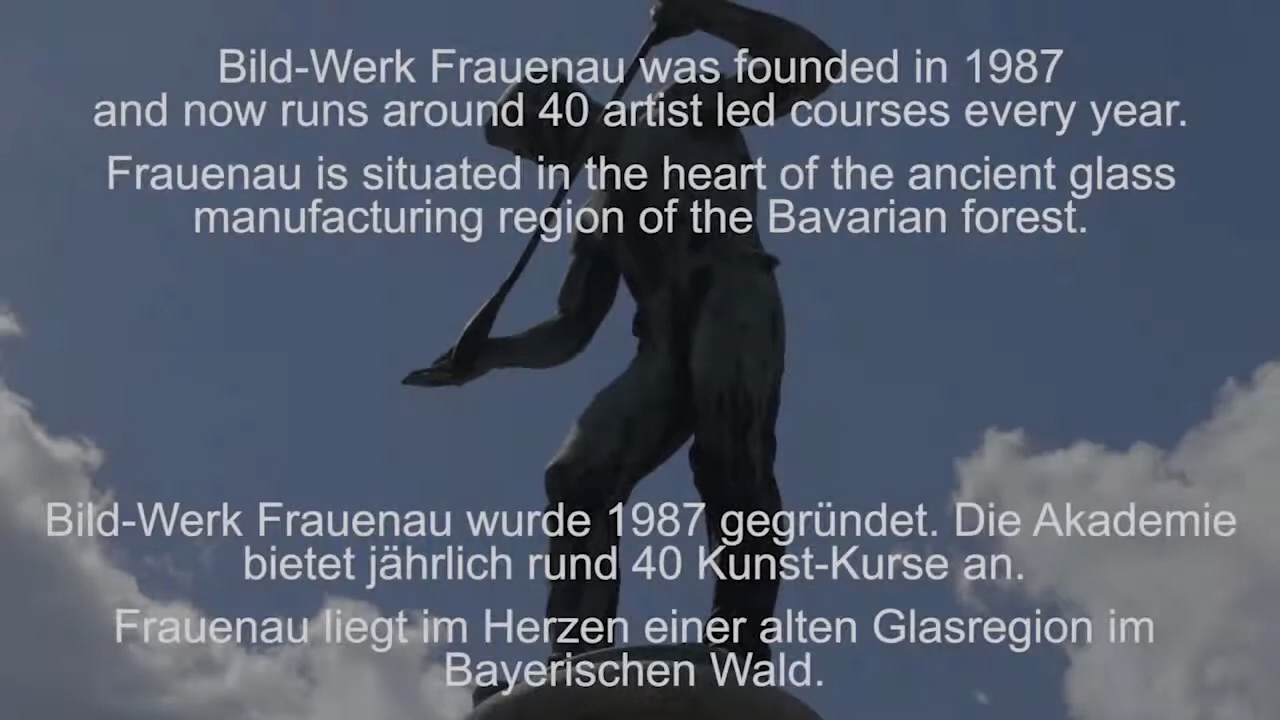 Bild-Werk Frauenau was founded in 1987
and now runs around 40 artist led courses every year.
Frauenau is situated in the heart of the ancient glass
manufacturing region of the Bavarian forest.
Bild-Werk Frauenau wurde 1987 gegründet. Die Akademie
bietet jährlich rund 40 Kunst-Kurse an.
Frauenau liegt im Herzen einer alten Glasregion im
Bayerischen Wald.